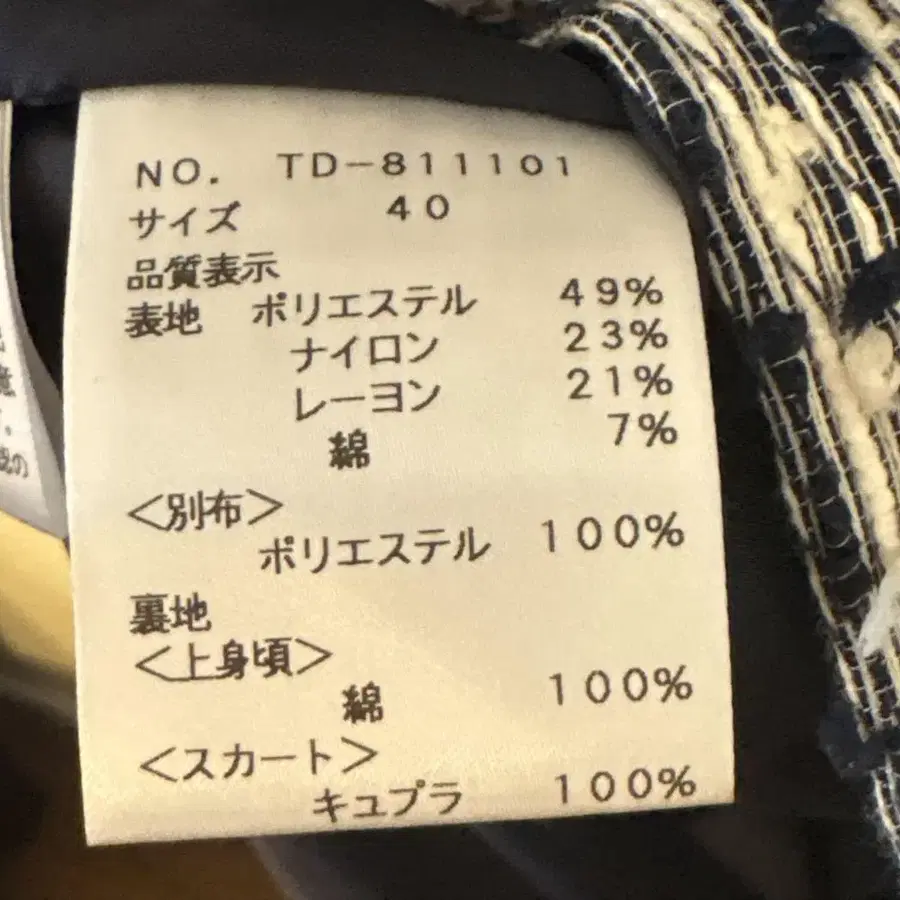 NO. TD-811101
サイズ 40
品質表示
表地 ポリエステル 49%
ナイロン 23%
レーヨン 21%
綿 7%
<別布>
ポリエステル 100%
裏地
<上身頃>
綿 100%
<スカート>
キュプラ 100%